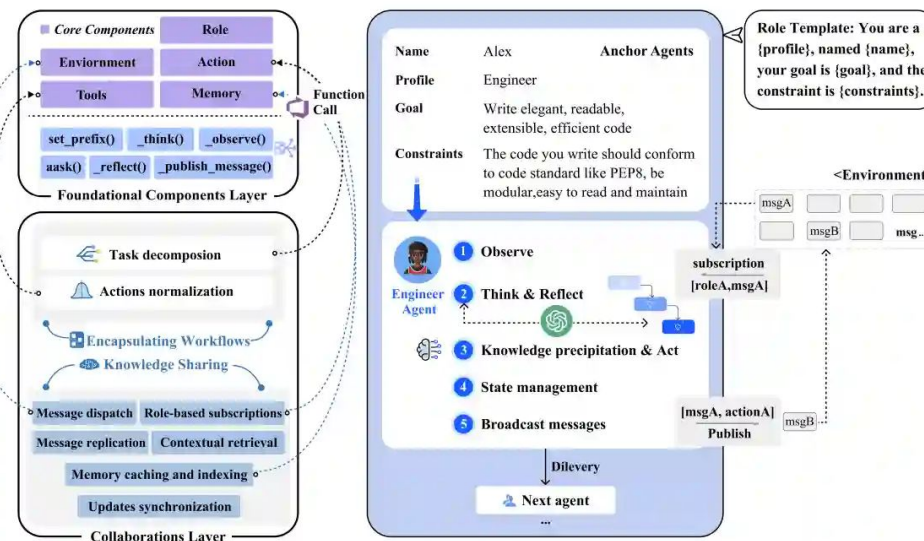 Core Components
Role
Enviornment
Action
Tools
Memory
Function
Call
set_prefix()
_think()
_observe()
aask()
_reflect()
_publish_message()
Foundational Components Layer
Task decomposion
Actions normalization
Encapsulating Workflows
Knowledge Sharing
Message dispatch
Role-based subscriptions
Message replication
Contextual retrieval
Memory caching and indexing
Updates synchronization
Collaborations Layer
Name Alex Anchor Agents
Profile Engineer
Goal Write elegant, readable,
extensible, efficient code
Constraints The code you write should conform
to code standard like PEP8, be
modular,easy to read and maintain
Engineer
Agent
1 Observe
2 Think & Reflect
3 Knowledge precipitation & Act
4 State management
5 Broadcast messages
Dilevery
Next agent
...
Role Template: You are a
{profile}, named {name},
your goal is {goal}, and the
constraint is {constraints}.
<Environment
msgA
msgB
msg...
subscription
[roleA,msgA]
[msgA, actionA]
Publish
msgB